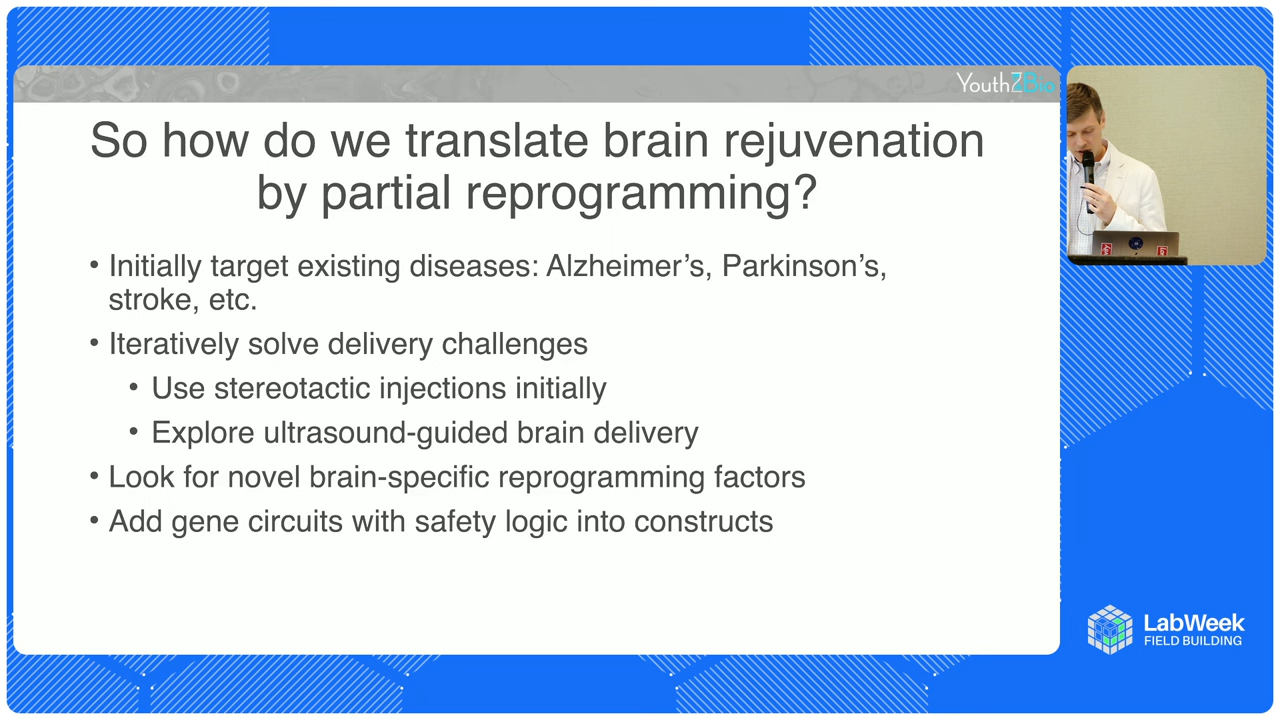 YouthBio
So how do we translate brain rejuvenation
by partial reprogramming?
• Initially target existing diseases: Alzheimer’s, Parkinson’s,
stroke, etc.
• Iteratively solve delivery challenges
• Use stereotactic injections initially
• Explore ultrasound-guided brain delivery
• Look for novel brain-specific reprogramming factors
• Add gene circuits with safety logic into constructs
LabWeek
FIELD BUILDING